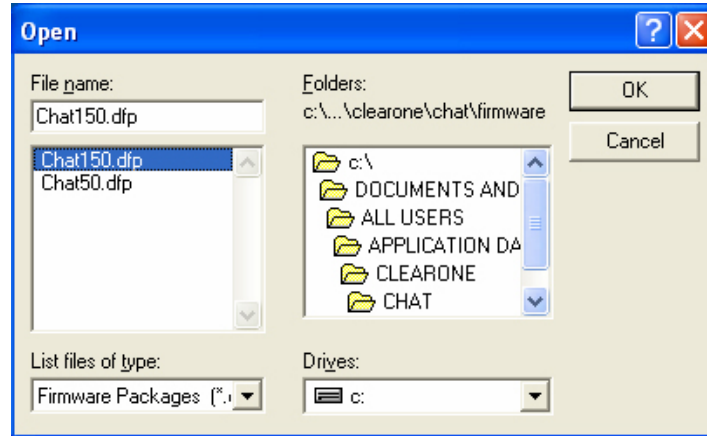 Open
File name:
Chat150.dfp
Chat150.dfp
Chat50.dfp
List files of type:
Firmware Packages (*.
Folders:
c:\...\clearone\chat\firmware
c:\
DOCUMENTS AND
ALL USERS
APPLICATION DA
CLEARONE
CHAT
Drives:
c:
OK
Cancel